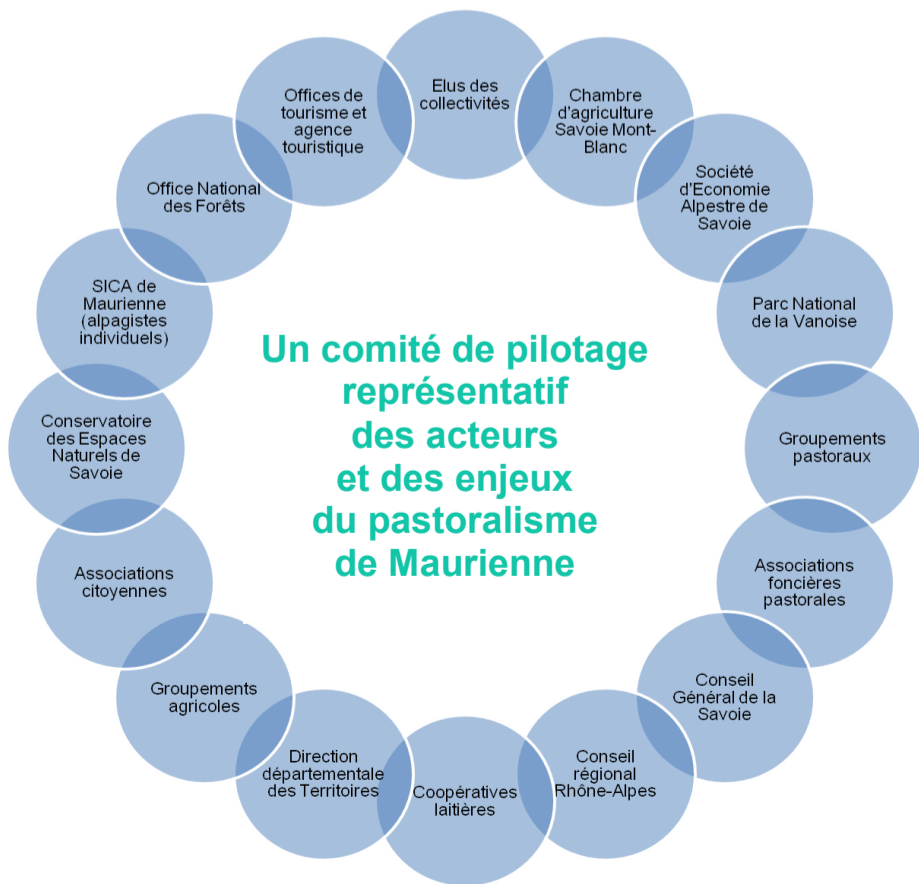 Elus des
collectivités
Chambre
d'agriculture
Savoie Mont-
Blanc
Société
d'Economie
Alpestre de
Savoie
Parc National
de la Vanoise
Groupements
pastoraux
Associations
foncières
pastorales
Conseil
Général de la
Savoie
Conseil
régional
Rhône-Alpes
Coopératives
laitières
Direction
départementale
des Territoires
Groupements
agricoles
Associations
citoyennes
Conservatoire
des Espaces
Naturels de
Savoie
SICA de
Maurienne
(alpagistes
individuels)
Office National
des Forêts
Offices de
tourisme et
agence
touristique
Un comité de pilotage
représentatif
des acteurs
et des enjeux
du pastoralisme
de Maurienne